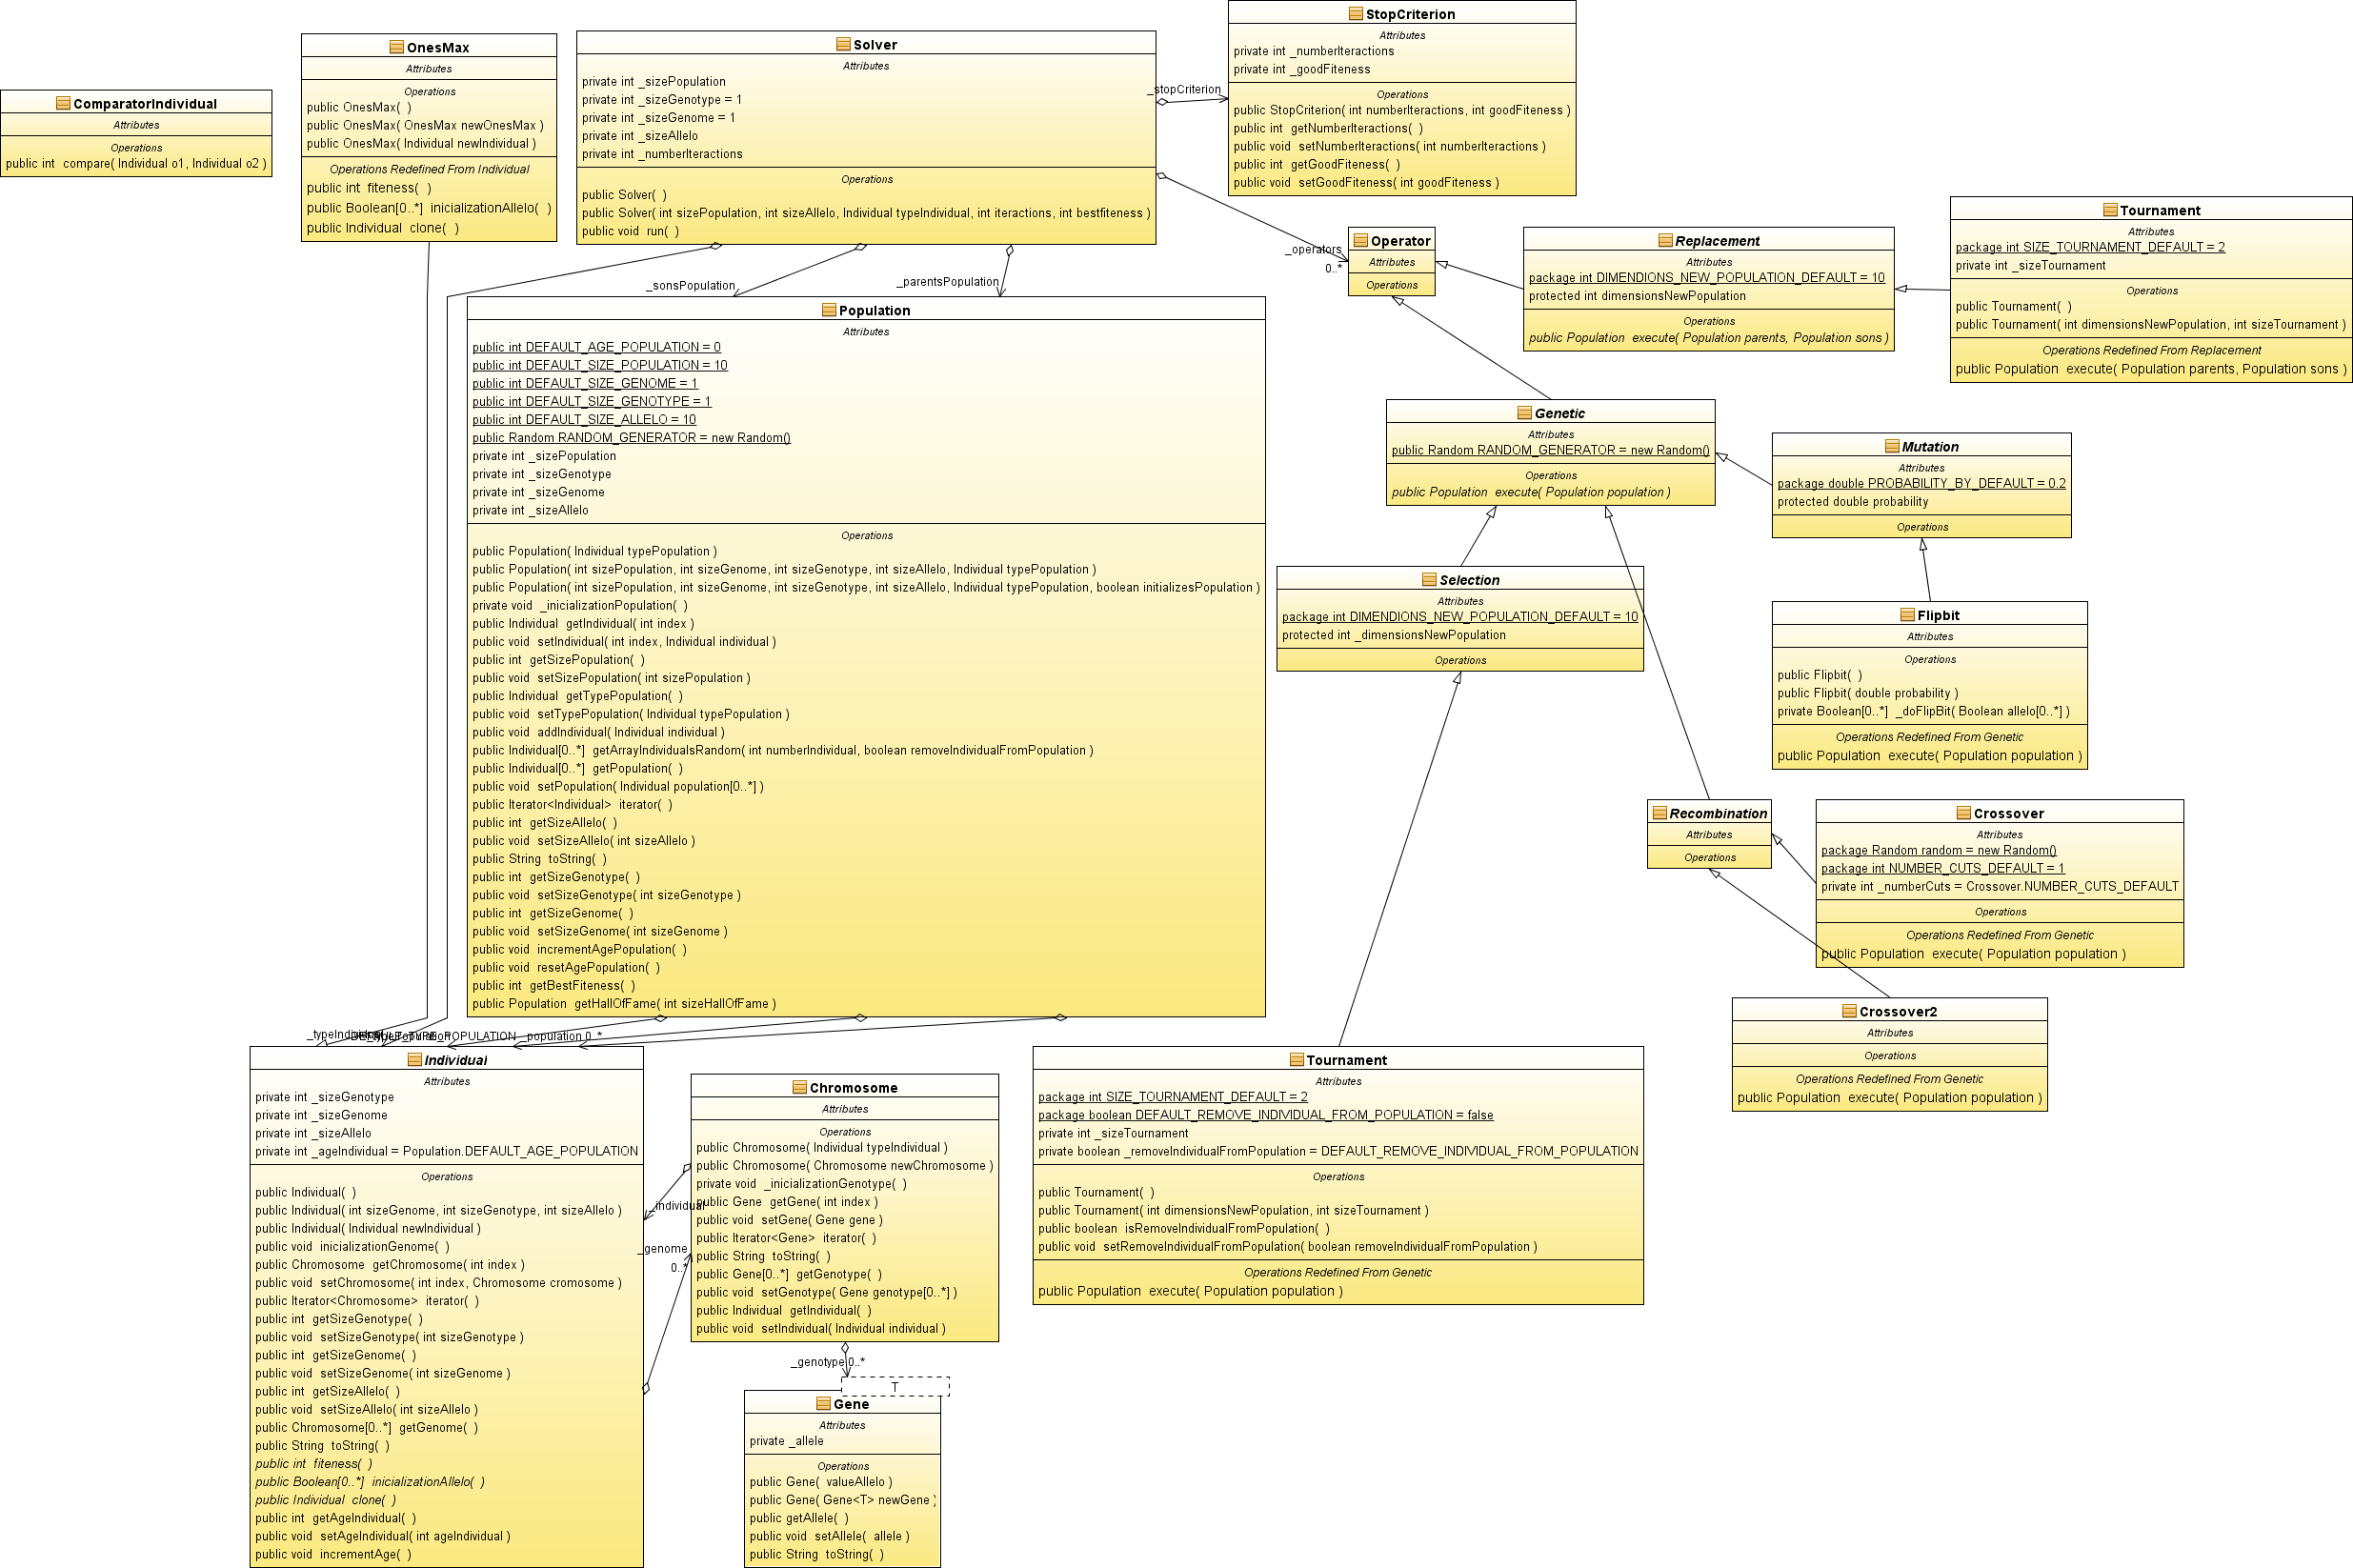 ComparatorIndividual
Attributes
Operations
public int compare( Individual o1, Individual o2 )
OnesMax
Attributes
Operations
public OnesMax( )
public OnesMax( OnesMax newOnesMax )
public OnesMax( Individual newIndividual )
Operations Redefined From Individual
public int fiteness( )
public Boolean[0..*] inicializationAllelo( )
public Individual clone( )
Solver
Attributes
private int _sizePopulation
private int _sizeGenotype = 1
private int _sizeGenome = 1
private int _sizeAllelo
private int _numberIteractions
Operations
public Solver( )
public Solver( int sizePopulation, int sizeAllelo, Individual typeIndividual, int iteractions, int bestfiteness )
public void run( )
_stopCriterion
StopCriterion
Attributes
private int _numberIteractions
private int _goodFiteness
Operations
public StopCriterion( int numberIteractions, int goodFiteness )
public int getNumberIteractions( )
public void setNumberIteractions( int numberIteractions )
public int getGoodFiteness( )
public void setGoodFiteness( int goodFiteness )
_operators
0..*
Operator
Attributes
Operations
Replacement
Attributes
package int DIMENDIONS_NEW_POPULATION_DEFAULT = 10
protected int dimensionsNewPopulation
Operations
public Population execute( Population parents, Population sons )
Tournament
Attributes
package int SIZE_TOURNAMENT_DEFAULT = 2
private int _sizeTournament
Operations
public Tournament( )
public Tournament( int dimensionsNewPopulation, int sizeTournament )
Operations Redefined From Replacement
public Population execute( Population parents, Population sons )
_sonsPopulation
_parentsPopulation
Population
Attributes
public int DEFAULT_AGE_POPULATION = 0
public int DEFAULT_SIZE_POPULATION = 10
public int DEFAULT_SIZE_GENOME = 1
public int DEFAULT_SIZE_GENOTYPE = 1
public int DEFAULT_SIZE_ALLELO = 10
public Random RANDOM_GENERATOR = new Random()
private int _sizePopulation
private int _sizeGenotype
private int _sizeGenome
private int _sizeAllelo
Operations
public Population( Individual typePopulation )
public Population( int sizePopulation, int sizeGenome, int sizeGenotype, int sizeAllelo, Individual typePopulation )
public Population( int sizePopulation, int sizeGenome, int sizeGenotype, int sizeAllelo, Individual typePopulation, boolean initializesPopulation )
private void _inicializationPopulation( )
public Individual getIndividual( int index )
public void setIndividual( int index, Individual individual )
public int getSizePopulation( )
public void setSizePopulation( int sizePopulation )
public Individual getTypePopulation( )
public void setTypePopulation( Individual typePopulation )
public void addIndividual( Individual individual )
public Individual[0..*] getArrayIndividualsRandom( int numberIndividual, boolean removeIndividualFromPopulation )
public Individual[0..*] getPopulation( )
public void setPopulation( Individual population[0..*] )
public Iterator<Individual> iterator( )
public int getSizeAllelo( )
public void setSizeAllelo( int sizeAllelo )
public String toString( )
public int getSizeGenotype( )
public void setSizeGenotype( int sizeGenotype )
public int getSizeGenome( )
public void setSizeGenome( int sizeGenome )
public void incrementAgePopulation( )
public void resetAgePopulation( )
public int getBestFiteness( )
public Population getHallOfFame( int sizeHallOfFame )
Genetic
Attributes
public Random RANDOM_GENERATOR = new Random()
Operations
public Population execute( Population population )
Mutation
Attributes
package double PROBABILITY_BY_DEFAULT = 0.2
protected double probability
Operations
Selection
Attributes
package int DIMENDIONS_NEW_POPULATION_DEFAULT = 10
protected int _dimensionsNewPopulation
Operations
Flipbit
Attributes
Operations
public Flipbit( )
public Flipbit( double probability )
private Boolean[0..*] _doFlipBit( Boolean allelo[0..*] )
Operations Redefined From Genetic
public Population execute( Population population )
Recombination
Attributes
Operations
Crossover
Attributes
package Random random = new Random()
package int NUMBER_CUTS_DEFAULT = 1
private int _numberCuts = Crossover.NUMBER_CUTS_DEFAULT
Operations
Operations Redefined From Genetic
public Population execute( Population population )
Crossover2
Attributes
Operations
Operations Redefined From Genetic
public Population execute( Population population )
_population 0..*
Individual
Attributes
private int _sizeGenotype
private int _sizeGenome
private int _sizeAllelo
private int _ageIndividual = Population.DEFAULT_AGE_POPULATION
Operations
public Individual( )
public Individual( int sizeGenome, int sizeGenotype, int sizeAllelo )
public Individual( Individual newIndividual )
public void inicializationGenome( )
public Chromosome getChromosome( int index )
public void setChromosome( int index, Chromosome cromosome )
public Iterator<Chromosome> iterator( )
public int getSizeGenotype( )
public void setSizeGenotype( int sizeGenotype )
public int getSizeGenome( )
public void setSizeGenome( int sizeGenome )
public int getSizeAllelo( )
public void setSizeAllelo( int sizeAllelo )
public Chromosome[0..*] getGenome( )
public String toString( )
public int fiteness( )
public Boolean[0..*] inicializationAllelo( )
public Individual clone( )
public int getAgeIndividual( )
public void setAgeIndividual( int ageIndividual )
public void incrementAge( )
_individual
_genome
0..*
Chromosome
Attributes
Operations
public Chromosome( Individual typeIndividual )
public Chromosome( Chromosome newChromosome )
private void _inicializationGenotype( )
public Gene getGene( int index )
public void setGene( Gene gene )
public Iterator<Gene> iterator( )
public String toString( )
public Gene[0..*] getGenotype( )
public void setGenotype( Gene genotype[0..*] )
public Individual getIndividual( )
public void setIndividual( Individual individual )
_genotype 0..*
T
Gene
Attributes
private _allele
Operations
public Gene( valueAllelo )
public Gene( Gene<T> newGene )
public getAllele( )
public void setAllele( allele )
public String toString( )
Tournament
Attributes
package int SIZE_TOURNAMENT_DEFAULT = 2
package boolean DEFAULT_REMOVE_INDIVIDUAL_FROM_POPULATION = false
private int _sizeTournament
private boolean _removeIndividualFromPopulation = DEFAULT_REMOVE_INDIVIDUAL_FROM_POPULATION
Operations
public Tournament( )
public Tournament( int dimensionsNewPopulation, int sizeTournament )
public boolean isRemoveIndividualFromPopulation( )
public void setRemoveIndividualFromPopulation( boolean removeIndividualFromPopulation )
Operations Redefined From Genetic
public Population execute( Population population )